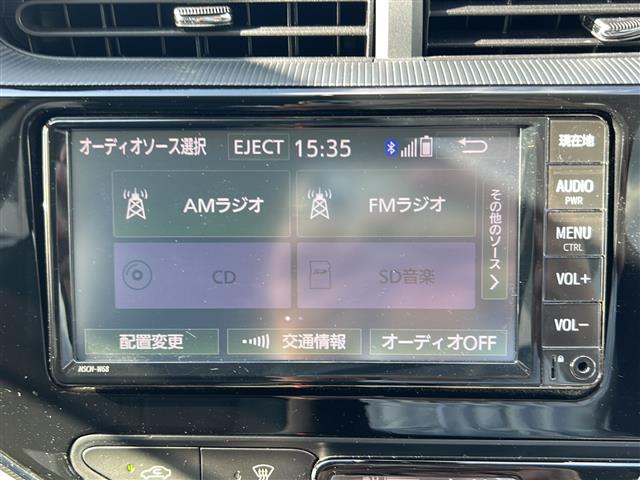 オーディオソース選択 EJECT 15:35
AMラジオ FMラジオ
CD SD音楽
その他のソース
配置変更 交通情報 オーディオOFF
現在地
AUDIO
PWR
MENU
CTRL
VOL+
VOL−
NSCN-W68